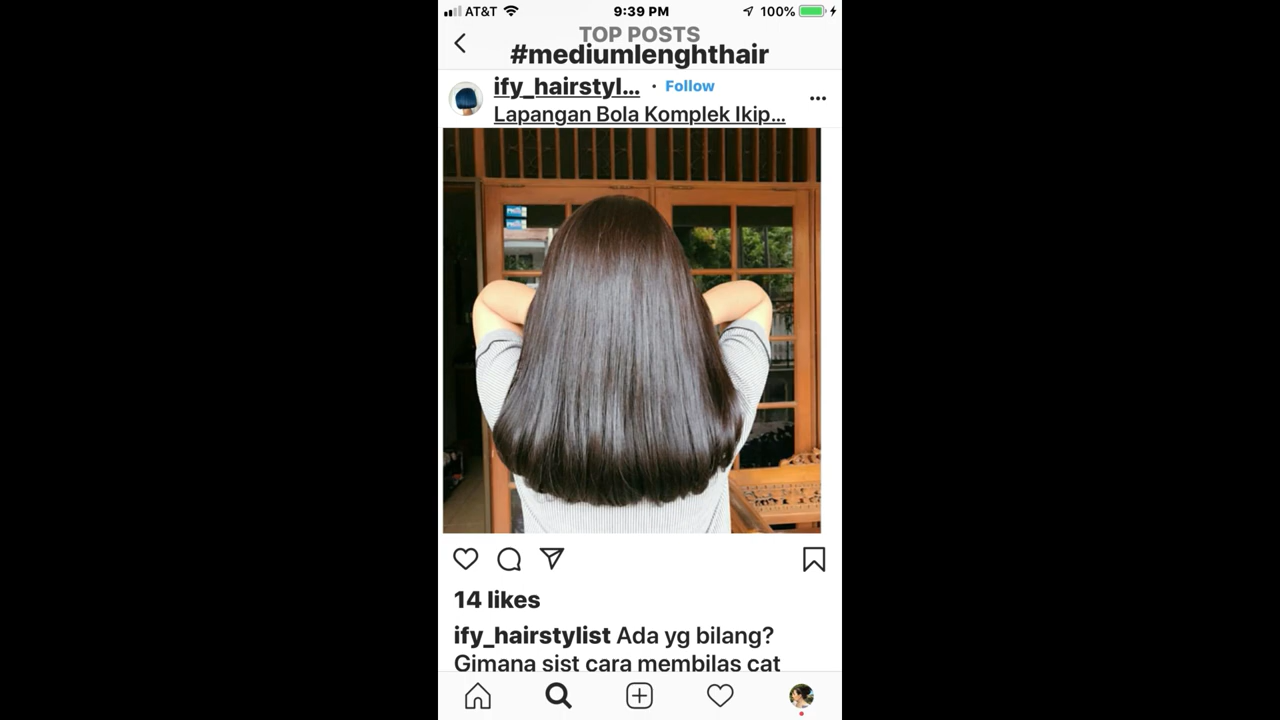 AT&T 9:39 PM 100%
TOP POSTS
#mediumlenghthair
ify_hairstyl... · Follow
Lapangan Bola Komplek Ikip...
14 likes
ify_hairstylist Ada yg bilang?
Gimana sist cara membilas cat